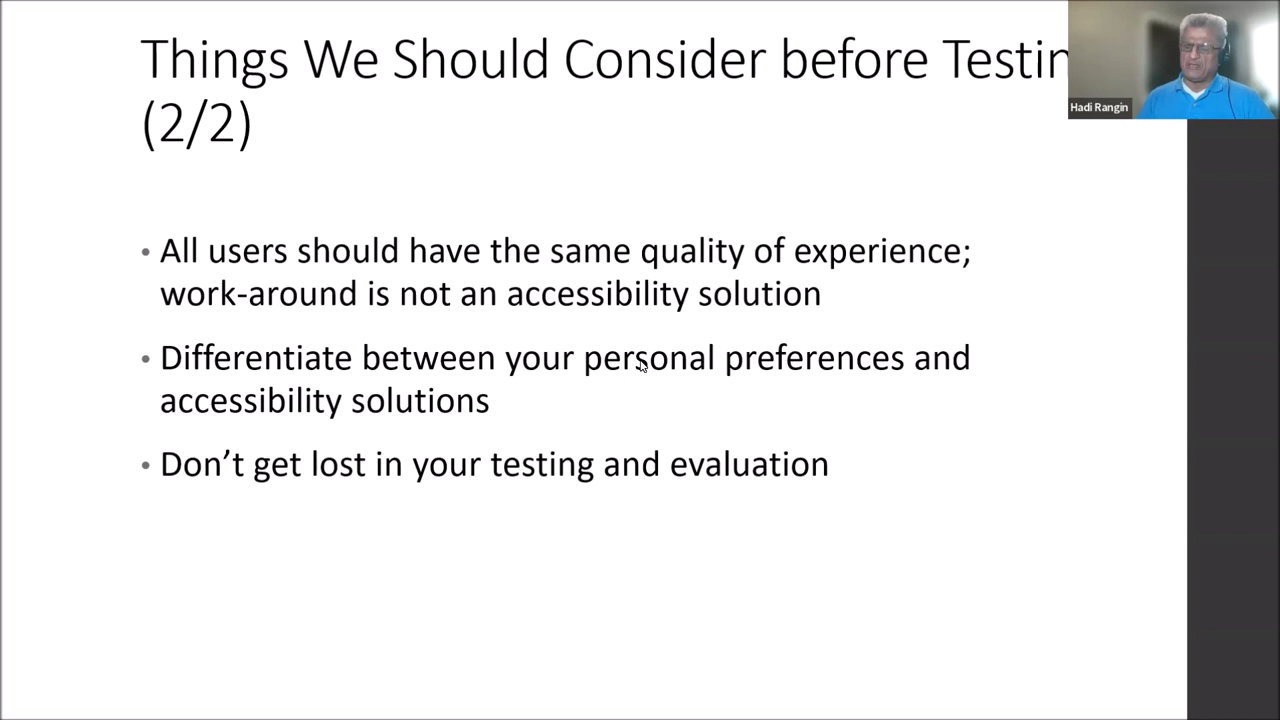 Things We Should Consider before Testin
(2/2)
Hadi Rangin
• All users should have the same quality of experience;
work-around is not an accessibility solution
• Differentiate between your personal preferences and
accessibility solutions
• Don’t get lost in your testing and evaluation